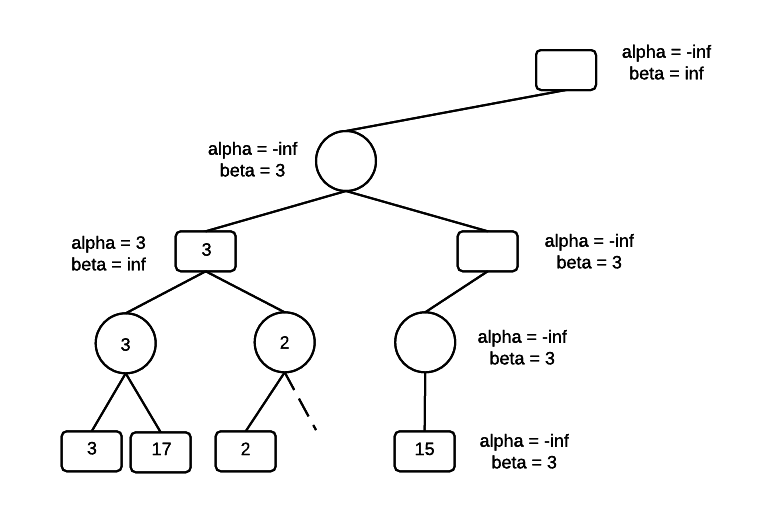 alpha = -inf
beta = inf
alpha = -inf
beta = 3
alpha = 3
beta = inf
3
alpha = -inf
beta = 3
3
2
alpha = -inf
beta = 3
3
17
2
15
alpha = -inf
beta = 3